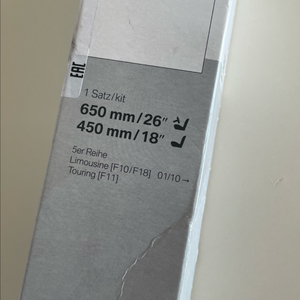 EAC
1 Satz/kit
650 mm/26"
450 mm/18"
5er Reihe
Limousine [F10/F18] 01/10→
Touring [F11]